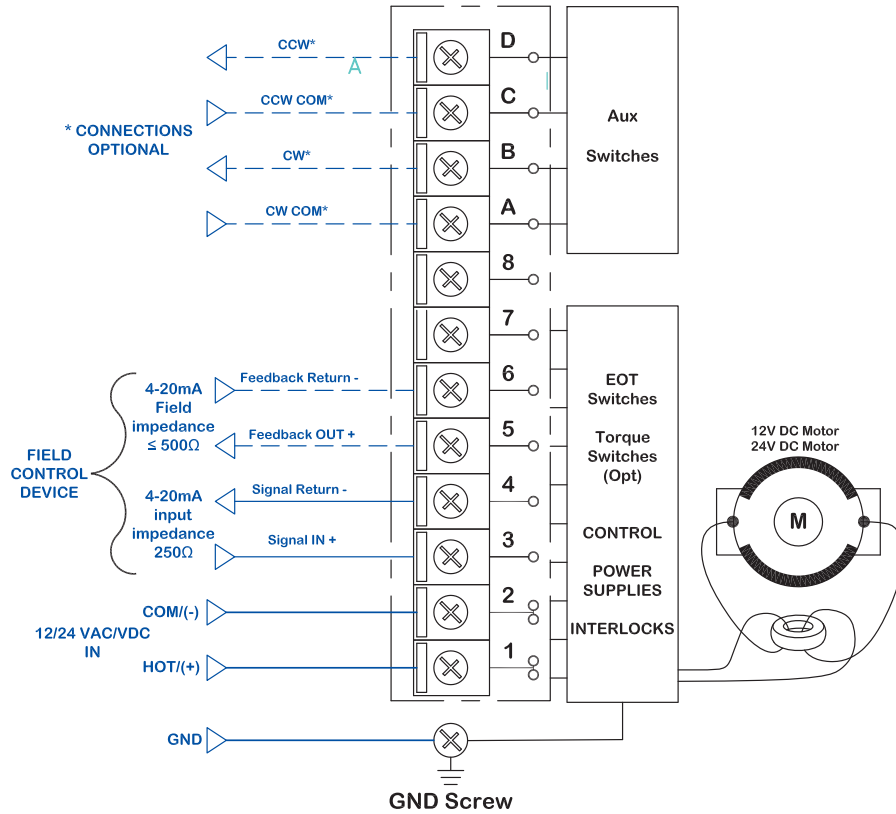 CCW*
A
D
CCW COM*
C
* CONNECTIONS
OPTIONAL
CW*
B
CW COM*
A
Aux
Switches
8
7
Feedback Return -
6
4-20mA
Field
impedance
≤ 500Ω
Feedback OUT +
5
FIELD
CONTROL
DEVICE
4-20mA
input
impedance
250Ω
Signal Return -
4
Signal IN +
3
COM/(-)
2
12/24 VAC/VDC
IN
HOT/(+)
1
EOT
Switches
Torque
Switches
(Opt)
CONTROL
POWER
SUPPLIES
INTERLOCKS
12V DC Motor
24V DC Motor
M
GND
GND Screw